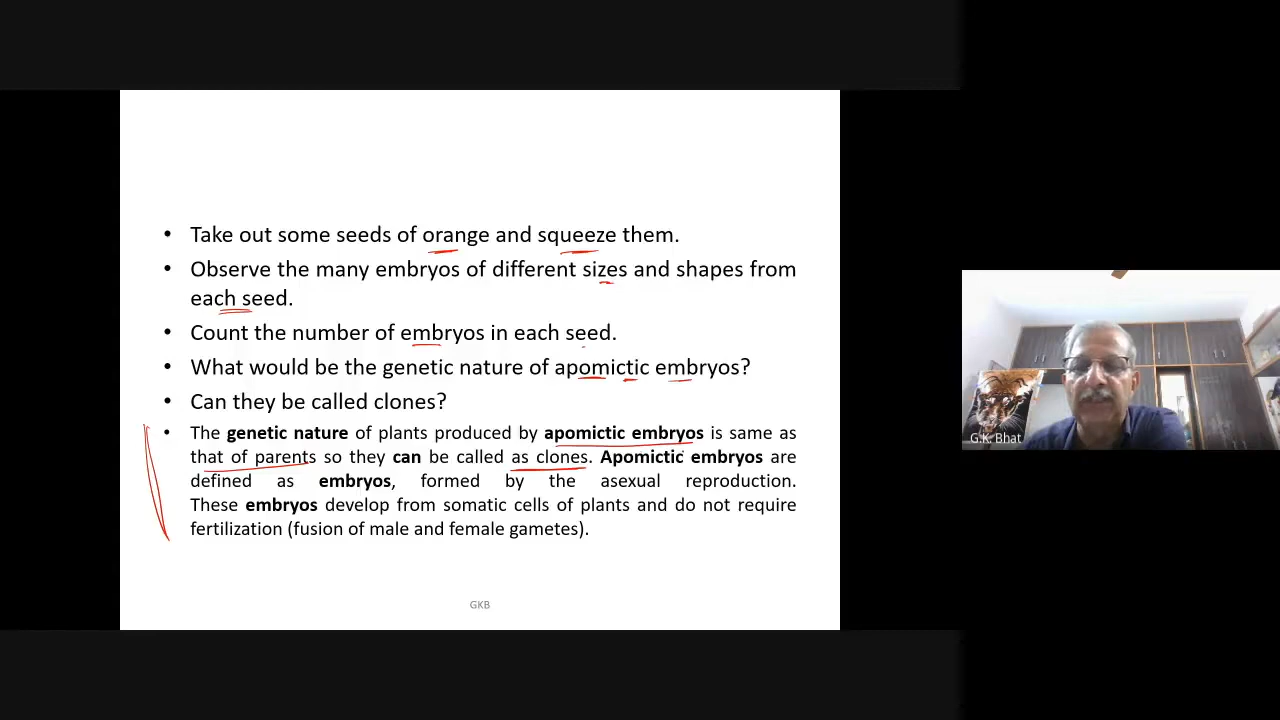 • Take out some seeds of orange and squeeze them.
• Observe the many embryos of different sizes and shapes from
each seed.
• Count the number of embryos in each seed.
• What would be the genetic nature of apomictic embryos?
• Can they be called clones?
• The genetic nature of plants produced by apomictic embryos is same as
that of parents so they can be called as clones. Apomictic embryos are
defined as embryos, formed by the asexual reproduction.
These embryos develop from somatic cells of plants and do not require
fertilization (fusion of male and female gametes).
GKB
G.K. Bhat